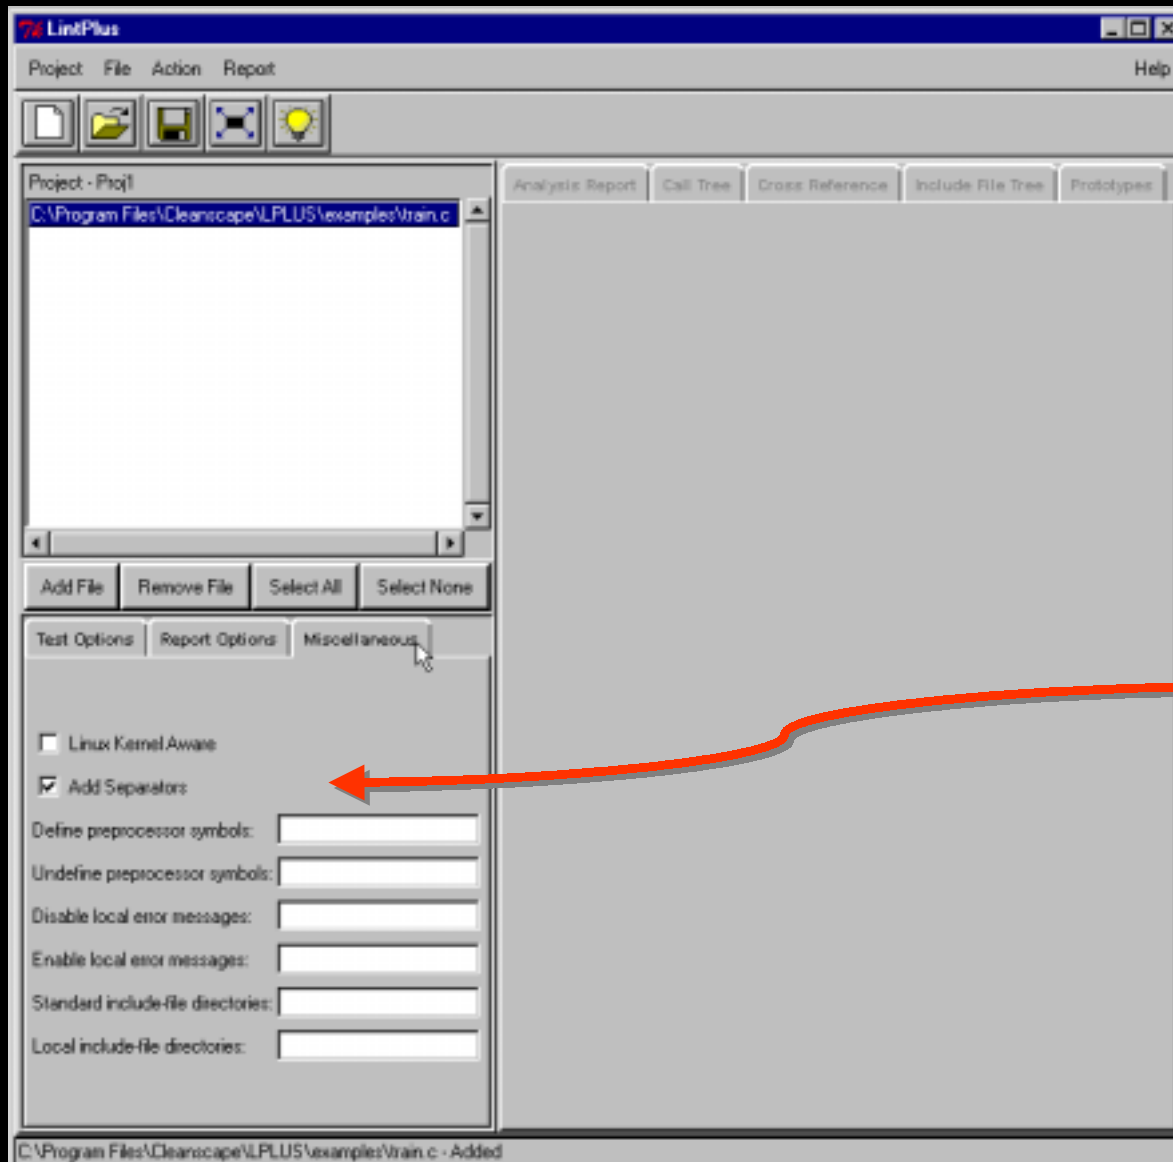 LintPlus
Project File Action Report Help
Project - Proj1
C:\Program Files\Cleanscape\LPLUS\examples\train.c
Analysis Report Call Tree Cross Reference Include File Tree Prototypes
Add File Remove File Select All Select None
Test Options Report Options Miscellaneous
Linux Kernel Aware
Add Separators
Define preprocessor symbols:
Undefine preprocessor symbols:
Disable local error messages:
Enable local error messages:
Standard include-file directories:
Local include-file directories:
C:\Program Files\Cleanscape\LPLUS\examples\train.c - Added